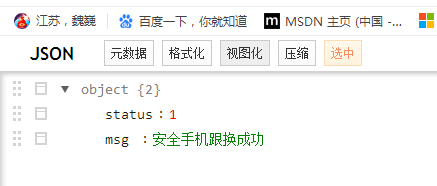 江苏，魏巍 百度一下，你就知道 MSDN 主页 (中国 -
JSON 元数据 格式化 视图化 压缩 选中
object {2}
status : 1
msg : 安全手机跟换成功